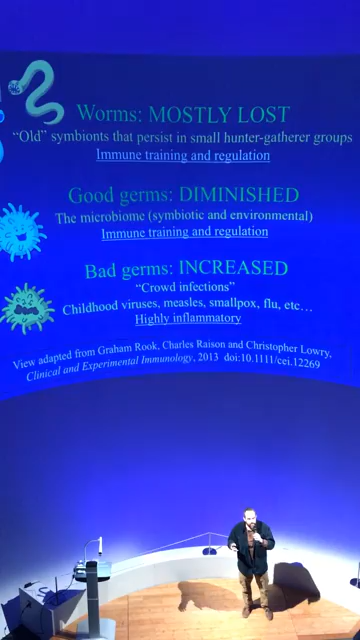 Worms: MOSTLY LOST
“Old” symbionts that persist in small hunter-gatherer groups
Immune training and regulation
Good germs: DIMINISHED
The microbiome (symbiotic and environmental)
Immune training and regulation
Bad germs: INCREASED
“Crowd infections”
Childhood viruses, measles, smallpox, flu, etc…
Highly inflammatory
View adapted from Graham Rook, Charles Raison and Christopher Lowry,
Clinical and Experimental Immunology, 2013 doi:10.1111/cei.12269